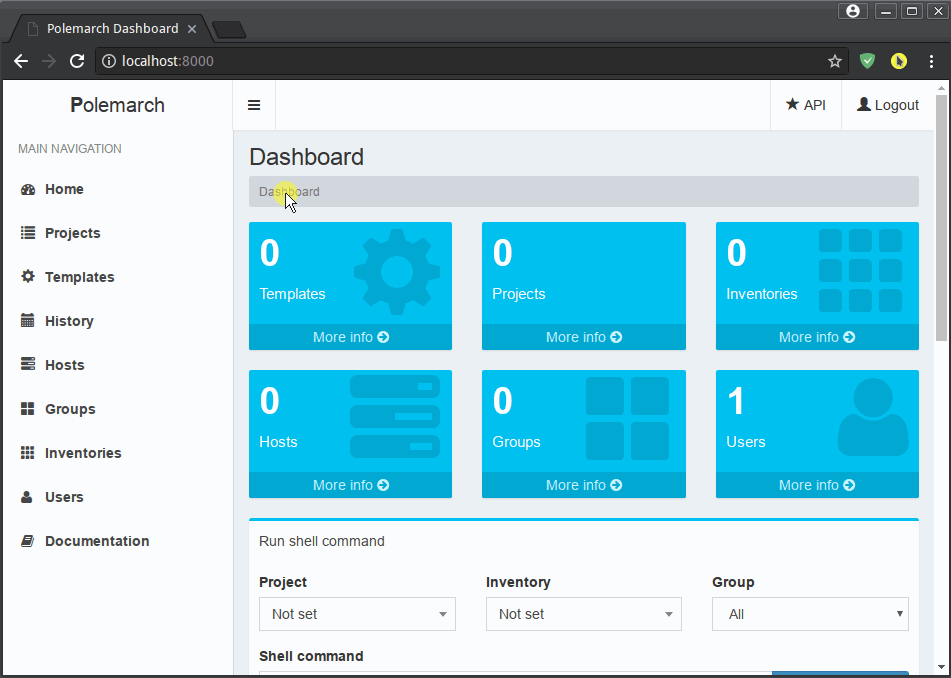 Polemarch Dashboard
localhost:8000
Polemarch
API
Logout
MAIN NAVIGATION
Home
Projects
Templates
History
Hosts
Groups
Inventories
Users
Documentation
Dashboard
Dashboard
0
Templates
More info
0
Projects
More info
0
Inventories
More info
0
Hosts
More info
0
Groups
More info
1
Users
More info
Run shell command
Project
Inventory
Group
Not set
Not set
All
Shell command